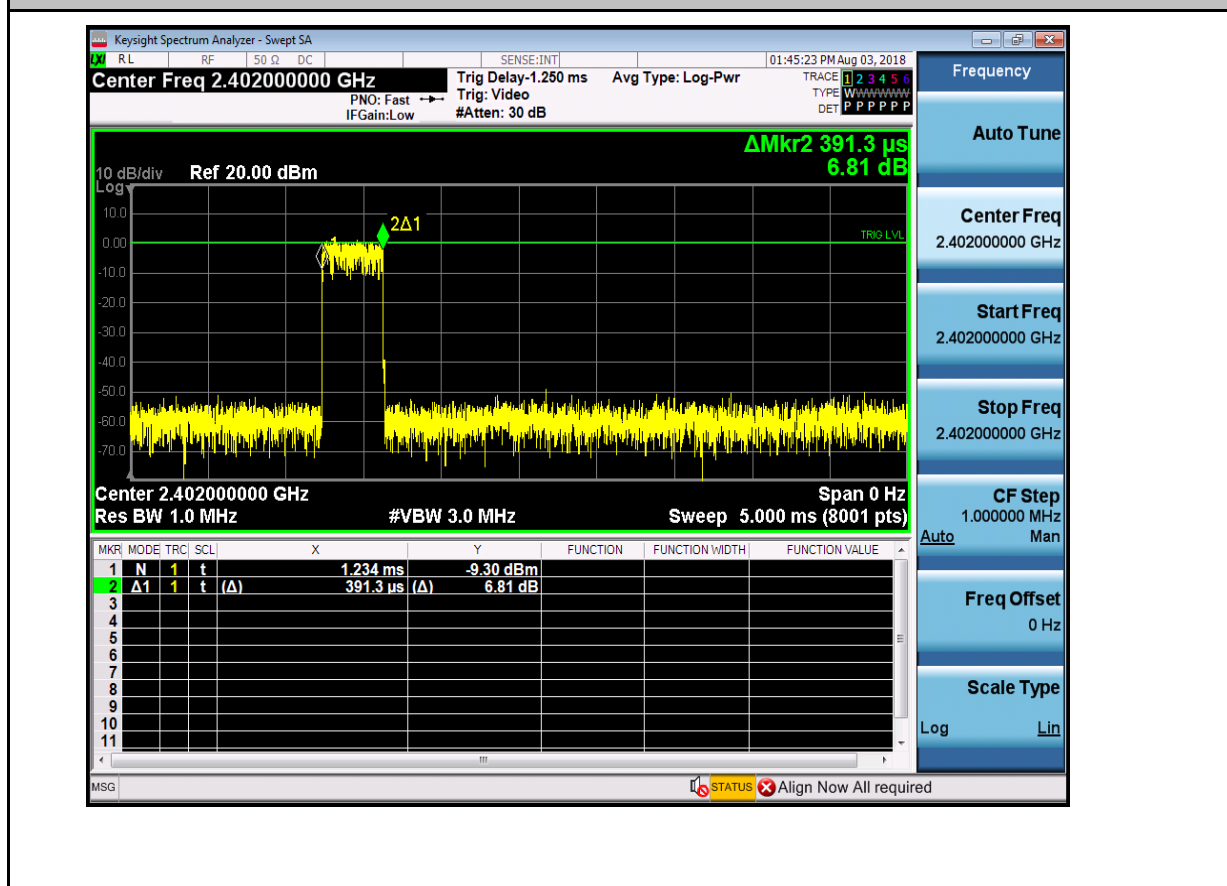 Keysight Spectrum Analyzer - Swept SA
LXI RL RF 50 Ω DC SENSE:INT 01:45:23 PM Aug 03, 2018
Center Freq 2.402000000 GHz
PNO: Fast
IFGain:Low
Trig Delay-1.250 ms
Trig: Video
#Atten: 30 dB
Avg Type: Log-Pwr
TRACE 1 2 3 4 5 6
TYPE WWWWWW
DET P P P P P P
ΔMkr2 391.3 µs
6.81 dB
10 dB/div Ref 20.00 dBm
Log
10.0
0.00
-10.0
-20.0
-30.0
-40.0
-50.0
-60.0
-70.0
2Δ1
TRIG LVL
Center 2.402000000 GHz Span 0 Hz
Res BW 1.0 MHz #VBW 3.0 MHz Sweep 5.000 ms (8001 pts)
MKR MODE TRC SCL X Y FUNCTION FUNCTION WIDTH FUNCTION VALUE
1 N 1 t 1.234 ms -9.30 dBm
2 Δ1 1 t (Δ) 391.3 µs (Δ) 6.81 dB
3
4
5
6
7
8
9
10
11
MSG STATUS Align Now All required
Frequency
Auto Tune
Center Freq
2.402000000 GHz
Start Freq
2.402000000 GHz
Stop Freq
2.402000000 GHz
CF Step
1.000000 MHz
Auto Man
Freq Offset
0 Hz
Scale Type
Log Lin